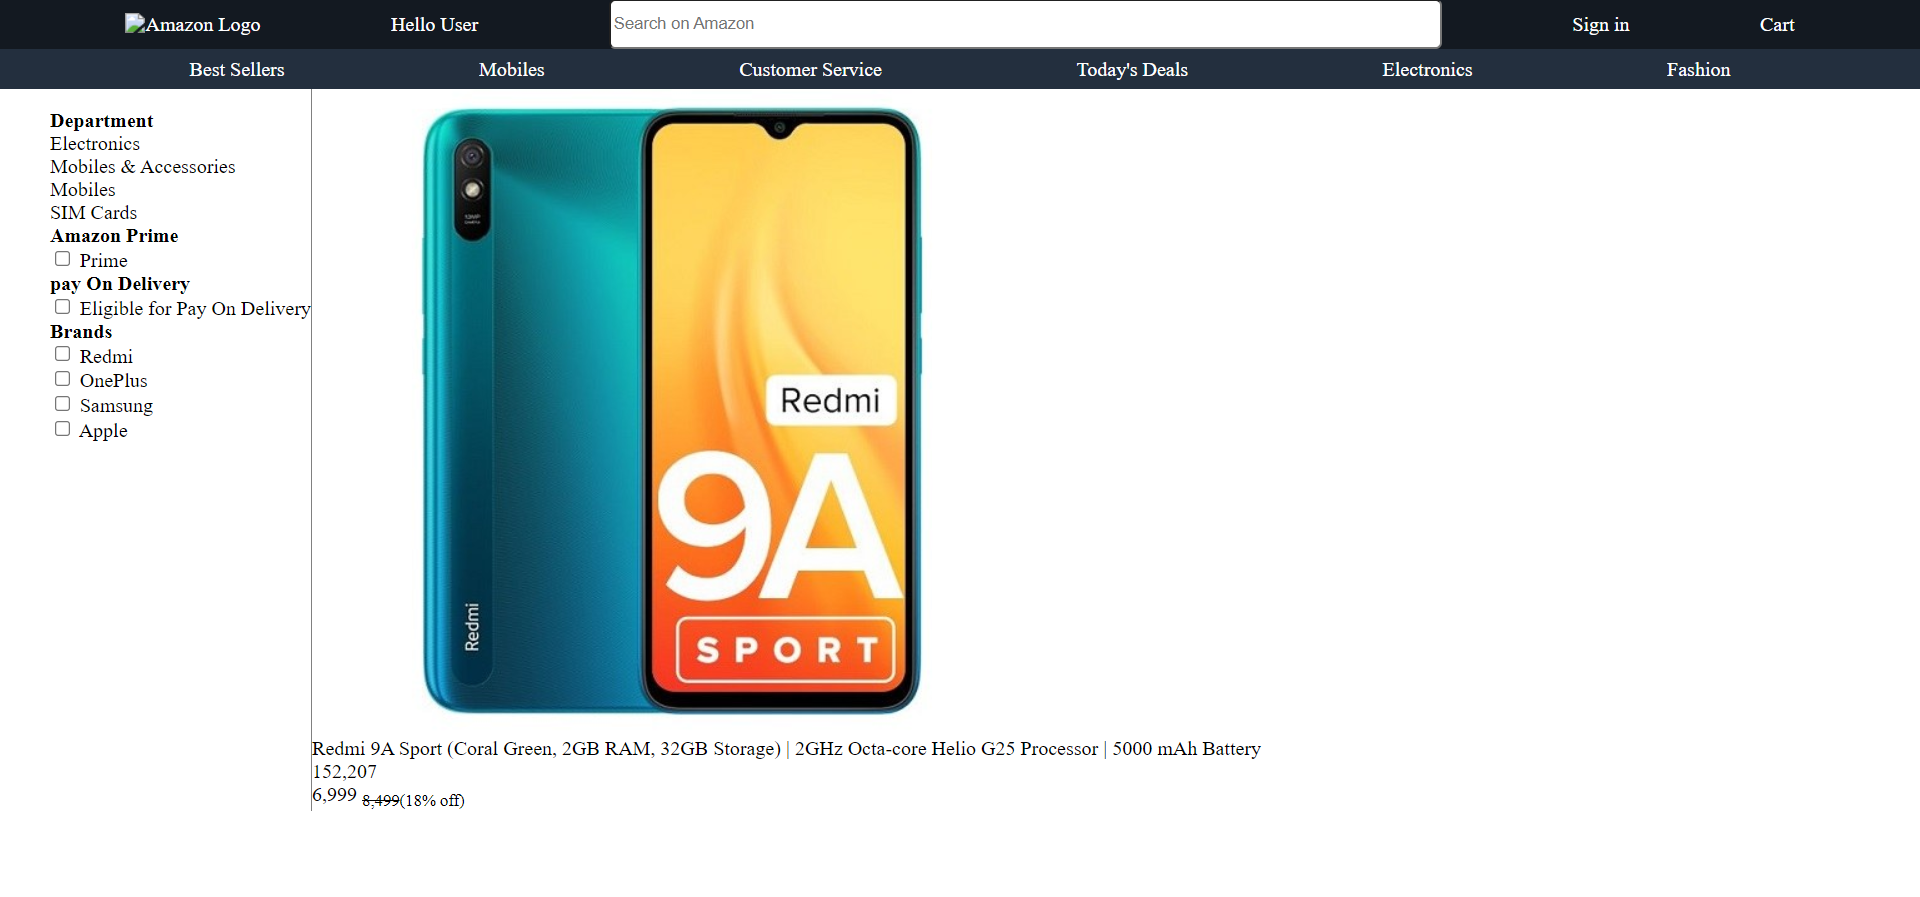 Amazon Logo Hello User Search on Amazon Sign in Cart
Best Sellers Mobiles Customer Service Today's Deals Electronics Fashion
Department
Electronics
Mobiles & Accessories
Mobiles
SIM Cards
Amazon Prime
Prime
pay On Delivery
Eligible for Pay On Delivery
Brands
Redmi
OnePlus
Samsung
Apple
Redmi
Redmi
9A
SPORT
Redmi 9A Sport (Coral Green, 2GB RAM, 32GB Storage) | 2GHz Octa-core Helio G25 Processor | 5000 mAh Battery
152,207
6,999 8,499(18% off)